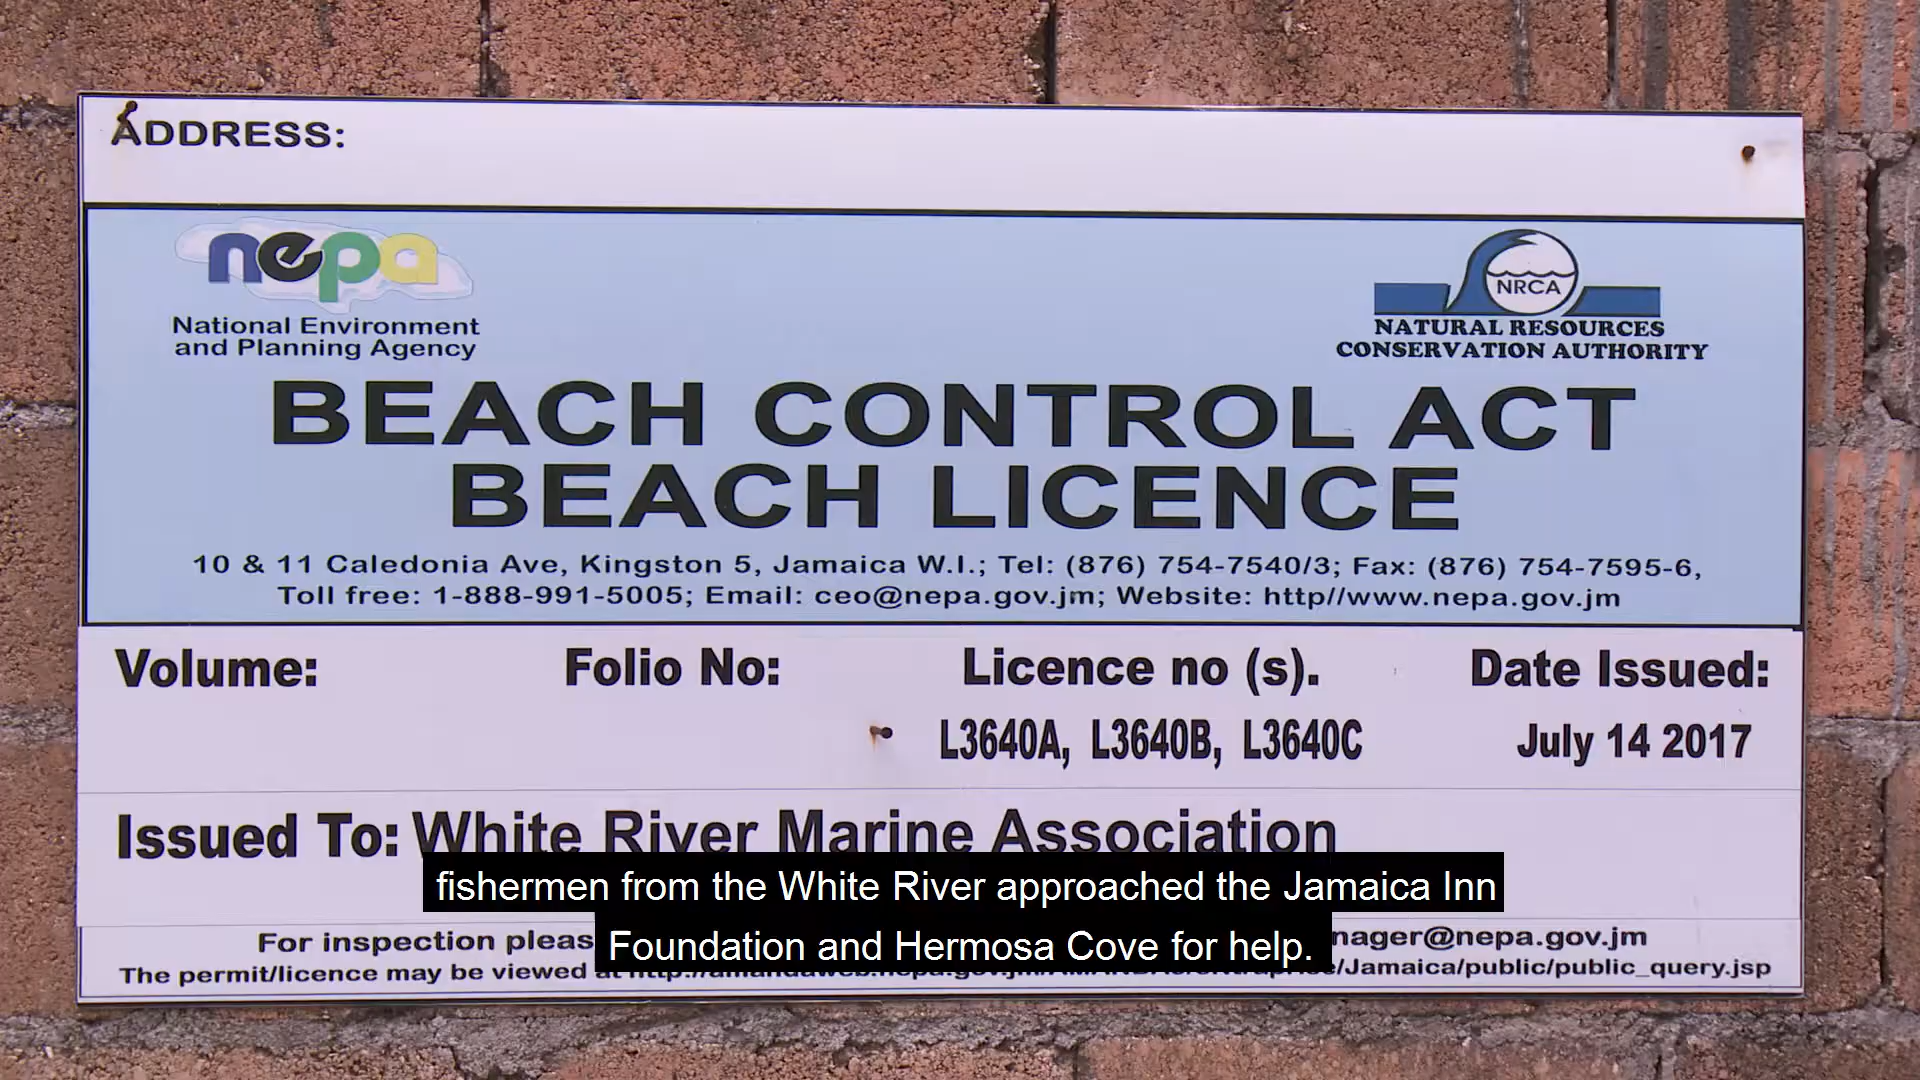 ADDRESS:
nepa
National Environment
and Planning Agency
NRCA
NATURAL RESOURCES
CONSERVATION AUTHORITY
BEACH CONTROL ACT
BEACH LICENCE
10 & 11 Caledonia Ave, Kingston 5, Jamaica W.I.; Tel: (876) 754-7540/3; Fax: (876) 754-7595-6,
Toll free: 1-888-991-5005; Email: ceo@nepa.gov.jm; Website: http//www.nepa.gov.jm
Volume: Folio No: Licence no (s). Date Issued:
L3640A, L3640B, L3640C July 14 2017
Issued To: White River Marine Association
fishermen from the White River approached the Jamaica Inn
Foundation and Hermosa Cove for help.
For inspection nager@nepa.gov.jm
The permit/licence may be viewed at /Jamaica/public/public_query.jsp